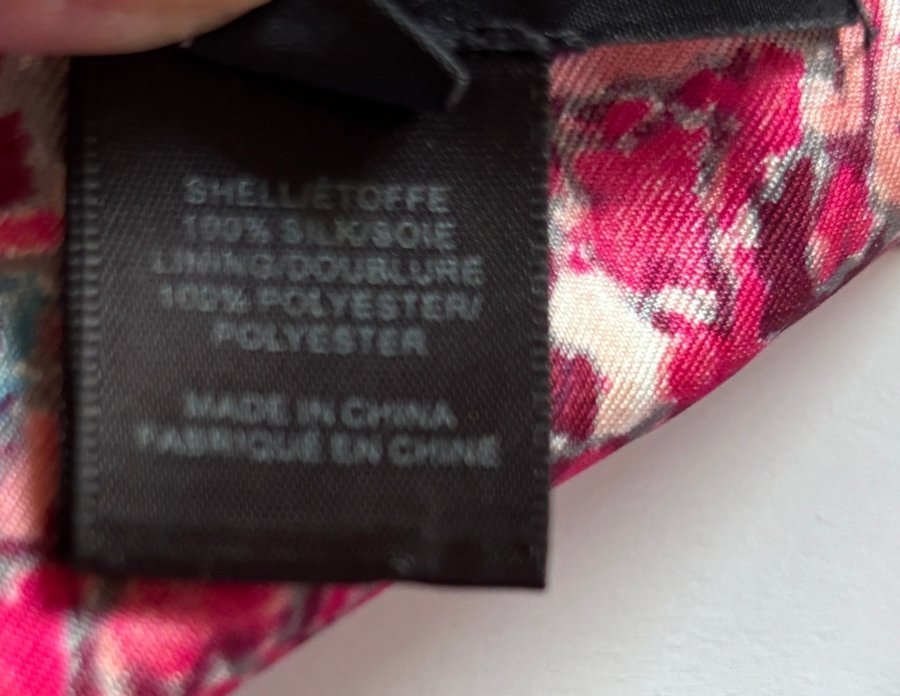 SHELL/ÉTOFFE
100% SILK/SOIE
LINING/DOUBLURE
100% POLYESTER/
POLYESTER
MADE IN CHINA
FABRIQUÉ EN CHINE